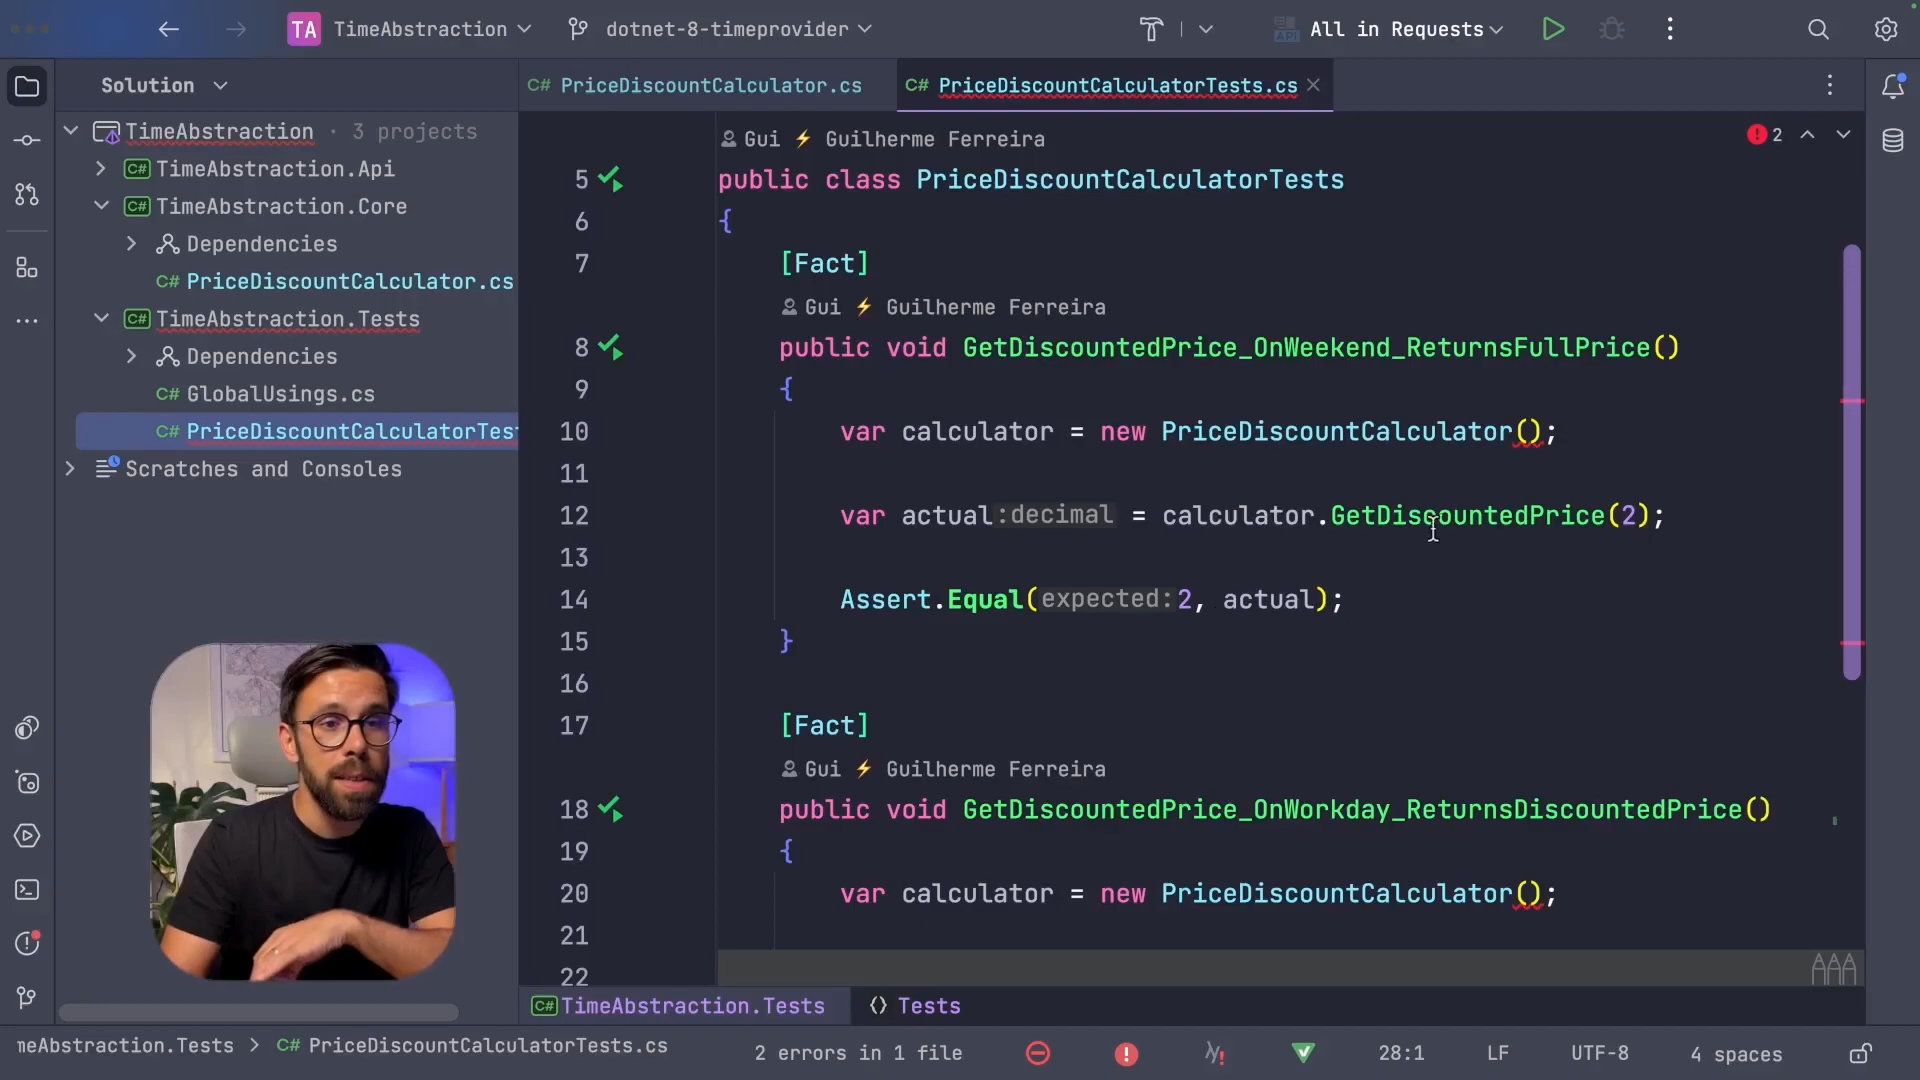 TA TimeAbstraction dotnet-8-timeprovider API All in Requests
Solution
TimeAbstraction · 3 projects
TimeAbstraction.Api
TimeAbstraction.Core
Dependencies
C# PriceDiscountCalculator.cs
TimeAbstraction.Tests
Dependencies
C# GlobalUsings.cs
C# PriceDiscountCalculatorTes
Scratches and Consoles
C# PriceDiscountCalculator.cs C# PriceDiscountCalculatorTests.cs
Gui Guilherme Ferreira 2
5 public class PriceDiscountCalculatorTests
6 {
7 [Fact]
Gui Guilherme Ferreira
8 public void GetDiscountedPrice_OnWeekend_ReturnsFullPrice()
9 {
10 var calculator = new PriceDiscountCalculator();
11
12 var actual:decimal = calculator.GetDiscountedPrice(2);
13
14 Assert.Equal(expected:2, actual);
15 }
16
17 [Fact]
Gui Guilherme Ferreira
18 public void GetDiscountedPrice_OnWorkday_ReturnsDiscountedPrice()
19 {
20 var calculator = new PriceDiscountCalculator();
21
22
C# TimeAbstraction.Tests Tests
meAbstraction.Tests > C# PriceDiscountCalculatorTests.cs 2 errors in 1 file 28:1 LF UTF-8 4 spaces